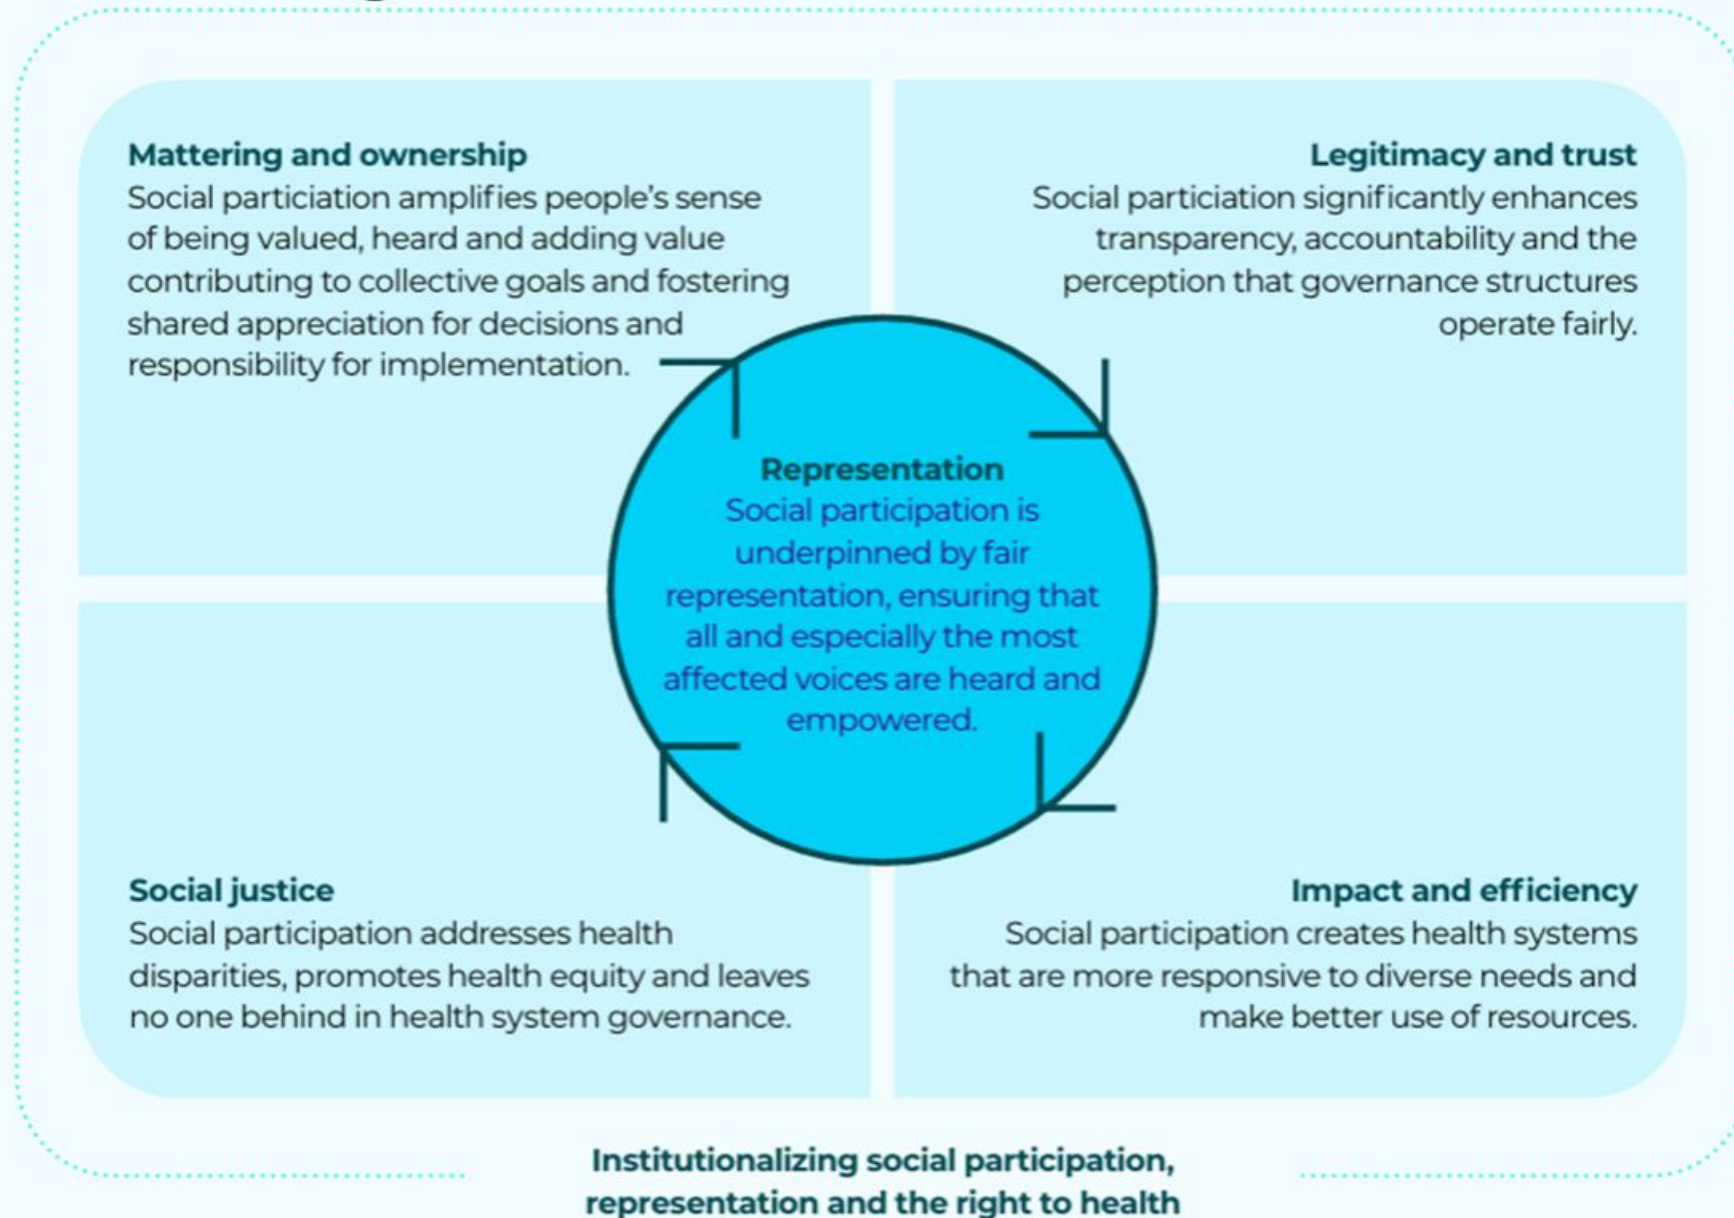 Mattering and ownership
Social particiation amplifies people's sense
of being valued, heard and adding value
contributing to collective goals and fostering
shared appreciation for decisions and
responsibility for implementation.
Legitimacy and trust
Social particiation significantly enhances
transparency, accountability and the
perception that governance structures
operate fairly.
Representation
Social participation is
underpinned by fair
representation, ensuring that
all and especially the most
affected voices are heard and
empowered.
Social justice
Social participation addresses health
disparities, promotes health equity and leaves
no one behind in health system governance.
Impact and efficiency
Social participation creates health systems
that are more responsive to diverse needs and
make better use of resources.
Institutionalizing social participation,
representation and the right to health